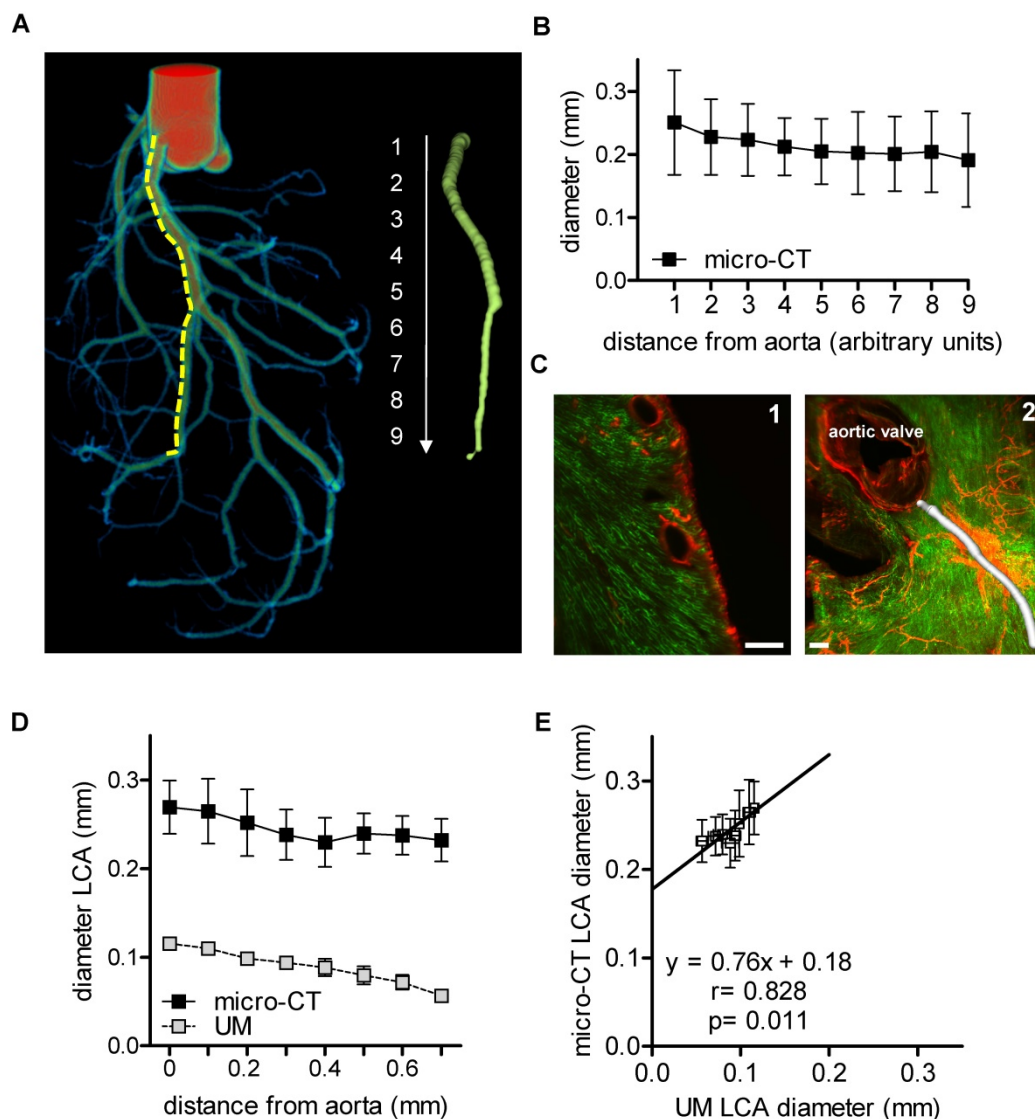 A
1
2
3
4
5
6
7
8
9
B
diameter (mm)
0.3
0.2
0.1
0.0
micro-CT
1 2 3 4 5 6 7 8 9
distance from aorta (arbitrary units)
C
1
aortic valve
2
D
diameter LCA (mm)
0.3
0.2
0.1
0.0
micro-CT
UM
0 0.2 0.4 0.6
distance from aorta (mm)
E
micro-CT LCA diameter (mm)
0.3
0.2
0.1
0.0
y = 0.76x + 0.18
r= 0.828
p= 0.011
0.0 0.1 0.2 0.3
UM LCA diameter (mm)